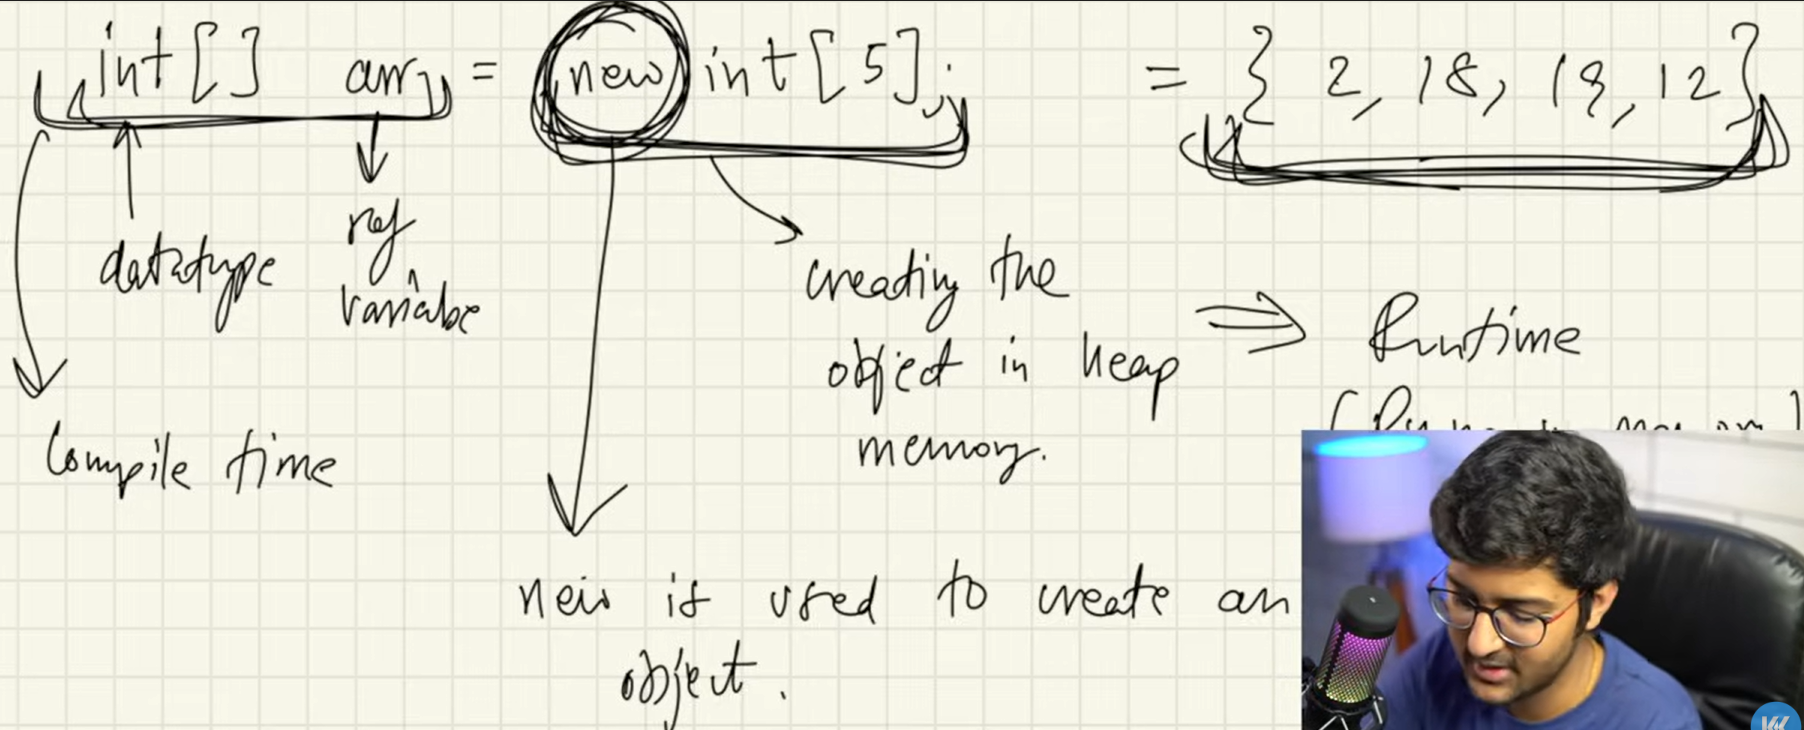 int[] arr = new int[5]; = { 2, 18, 19, 12 }
datatype
ref variable
creating the object in heap memory.
⇒ Runtime
Compile time
new is used to create an object.